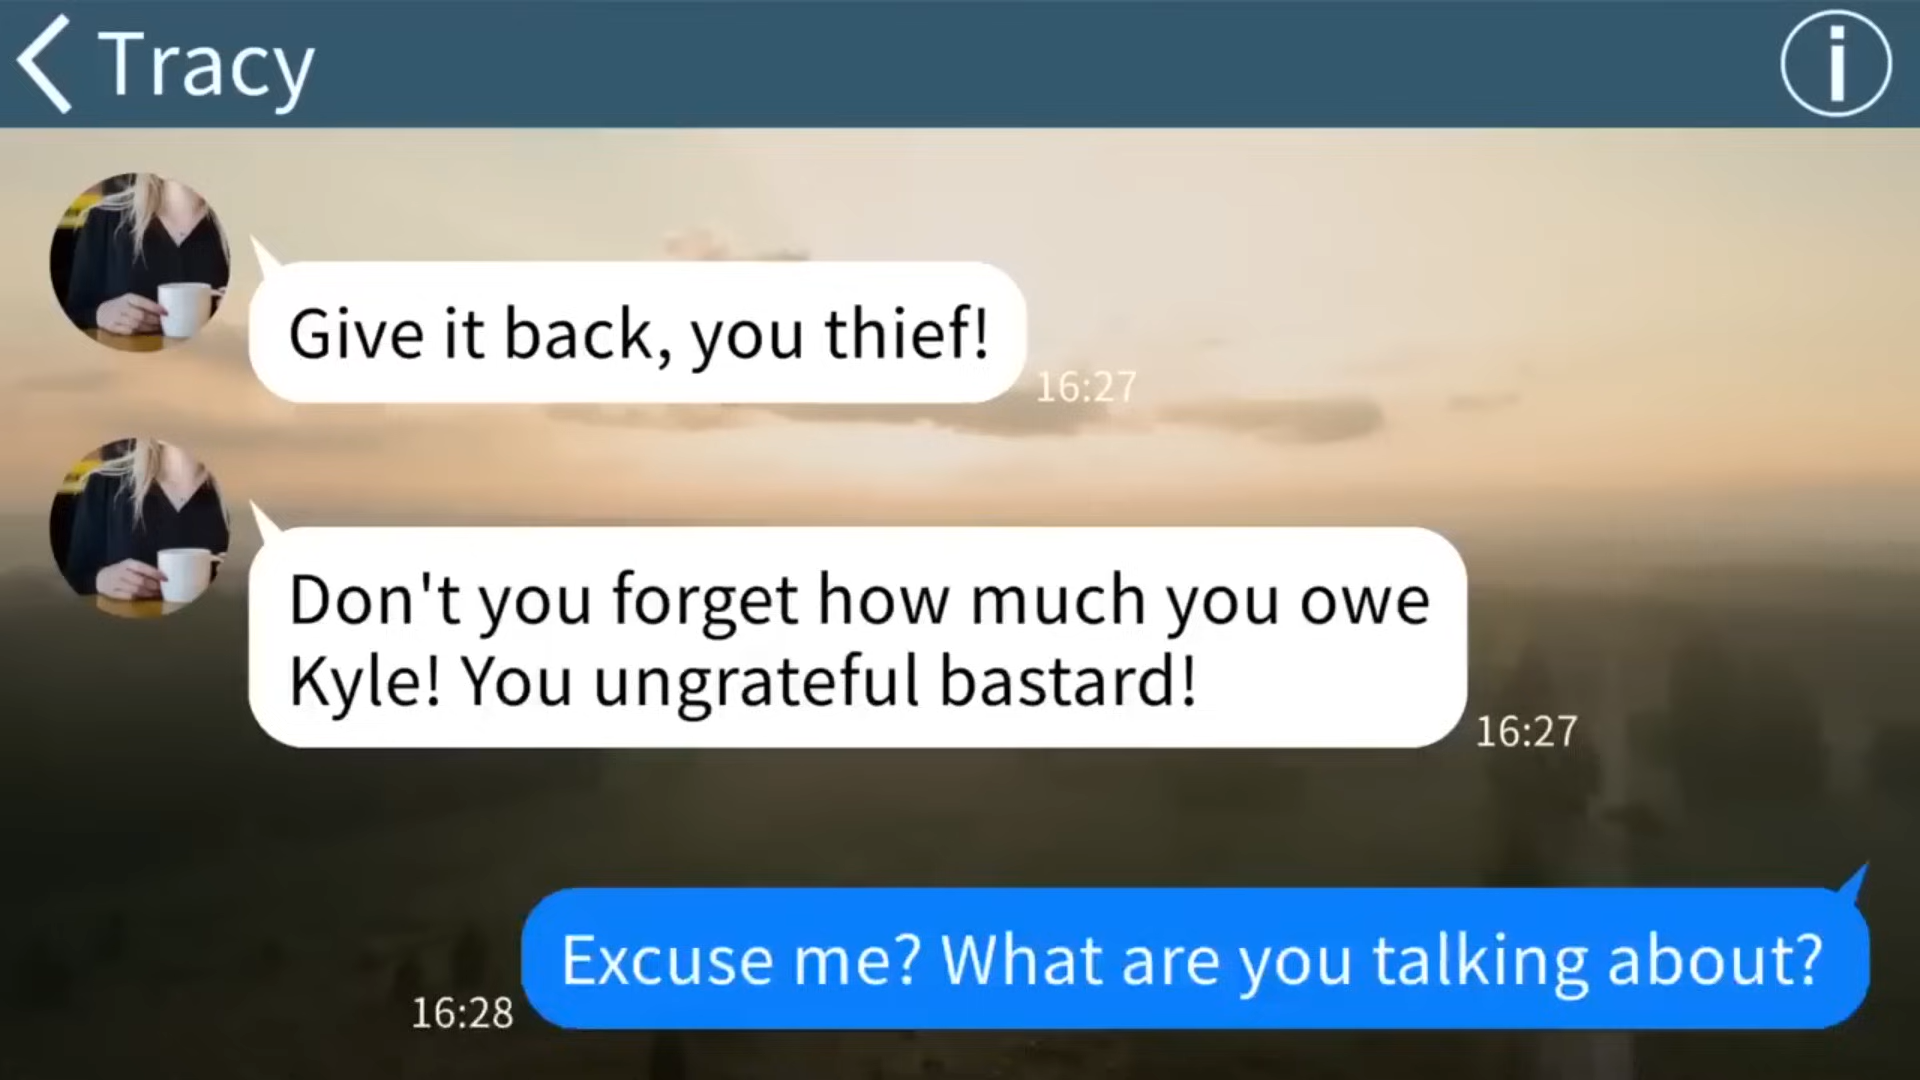 Tracy
Give it back, you thief!
16:27
Don't you forget how much you owe
Kyle! You ungrateful bastard!
16:27
Excuse me? What are you talking about?
16:28